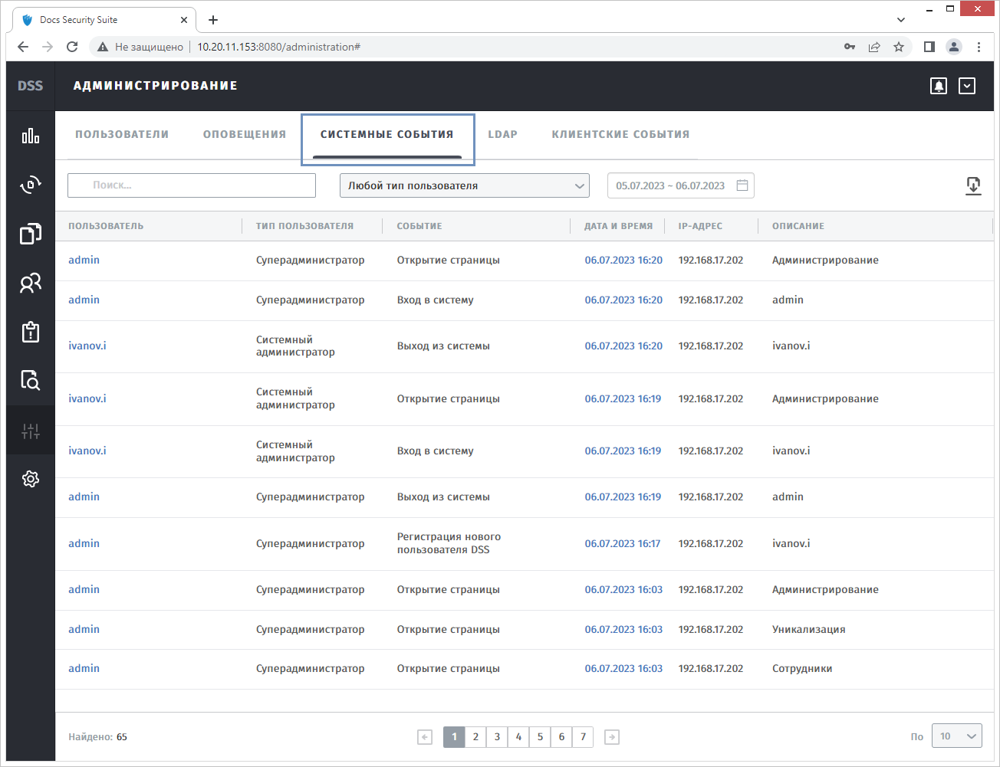 Docs Security Suite
Не защищено 10.20.11.153:8080/administration#
DSS АДМИНИСТРИРОВАНИЕ
ПОЛЬЗОВАТЕЛИ ОПОВЕЩЕНИЯ СИСТЕМНЫЕ СОБЫТИЯ LDAP КЛИЕНТСКИЕ СОБЫТИЯ
Поиск... Любой тип пользователя 05.07.2023 ~ 06.07.2023
ПОЛЬЗОВАТЕЛЬ ТИП ПОЛЬЗОВАТЕЛЯ СОБЫТИЕ ДАТА И ВРЕМЯ IP-АДРЕС ОПИСАНИЕ
admin Суперадминистратор Открытие страницы 06.07.2023 16:20 192.168.17.202 Администрирование
admin Суперадминистратор Вход в систему 06.07.2023 16:20 192.168.17.202 admin
ivanov.i Системный администратор Выход из системы 06.07.2023 16:20 192.168.17.202 ivanov.i
ivanov.i Системный администратор Открытие страницы 06.07.2023 16:19 192.168.17.202 Администрирование
ivanov.i Системный администратор Вход в систему 06.07.2023 16:19 192.168.17.202 ivanov.i
admin Суперадминистратор Выход из системы 06.07.2023 16:19 192.168.17.202 admin
admin Суперадминистратор Регистрация нового пользователя DSS 06.07.2023 16:17 192.168.17.202 ivanov.i
admin Суперадминистратор Открытие страницы 06.07.2023 16:03 192.168.17.202 Администрирование
admin Суперадминистратор Открытие страницы 06.07.2023 16:03 192.168.17.202 Уникализация
admin Суперадминистратор Открытие страницы 06.07.2023 16:03 192.168.17.202 Сотрудники
Найдено: 65 1 2 3 4 5 6 7 По 10